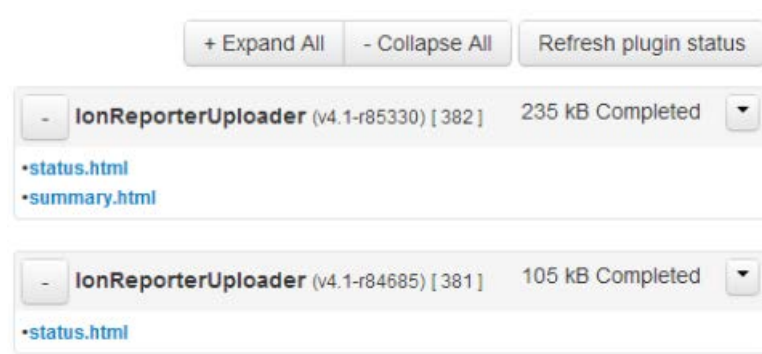 + Expand All - Collapse All Refresh plugin status
- IonReporterUploader (v4.1-r85330) [ 382 ] 235 kB Completed
•status.html
•summary.html
- IonReporterUploader (v4.1-r84685) [ 381 ] 105 kB Completed
•status.html